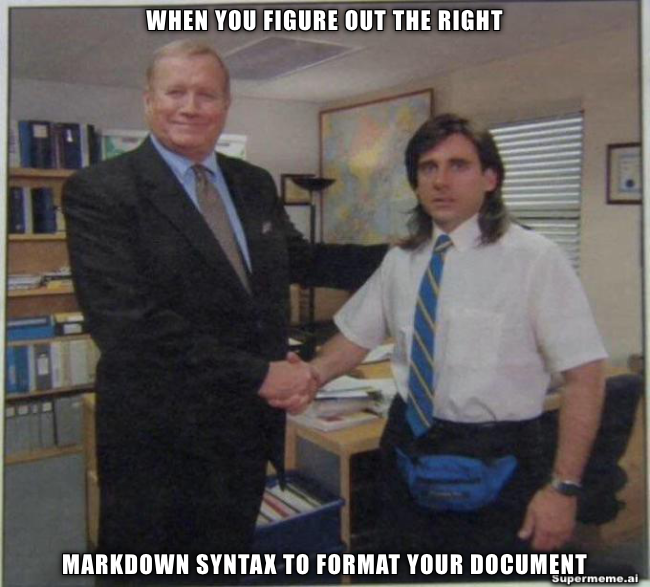 WHEN YOU FIGURE OUT THE RIGHT
MARKDOWN SYNTAX TO FORMAT YOUR DOCUMENT
Supermeme.ai